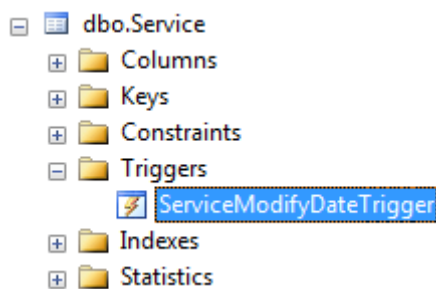 dbo.Service
Columns
Keys
Constraints
Triggers
ServiceModifyDateTrigger
Indexes
Statistics